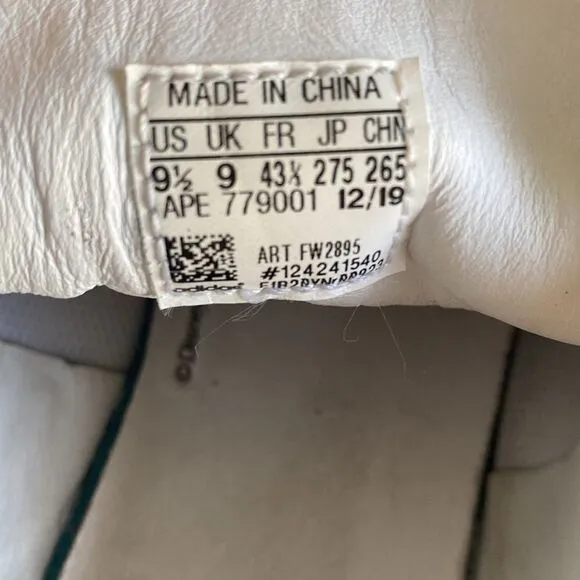 MADE IN CHINA
US UK FR JP CHN
9½ 9 43⅓ 275 265
APE 779001 12/19
ART FW2895
#124241540
adidas